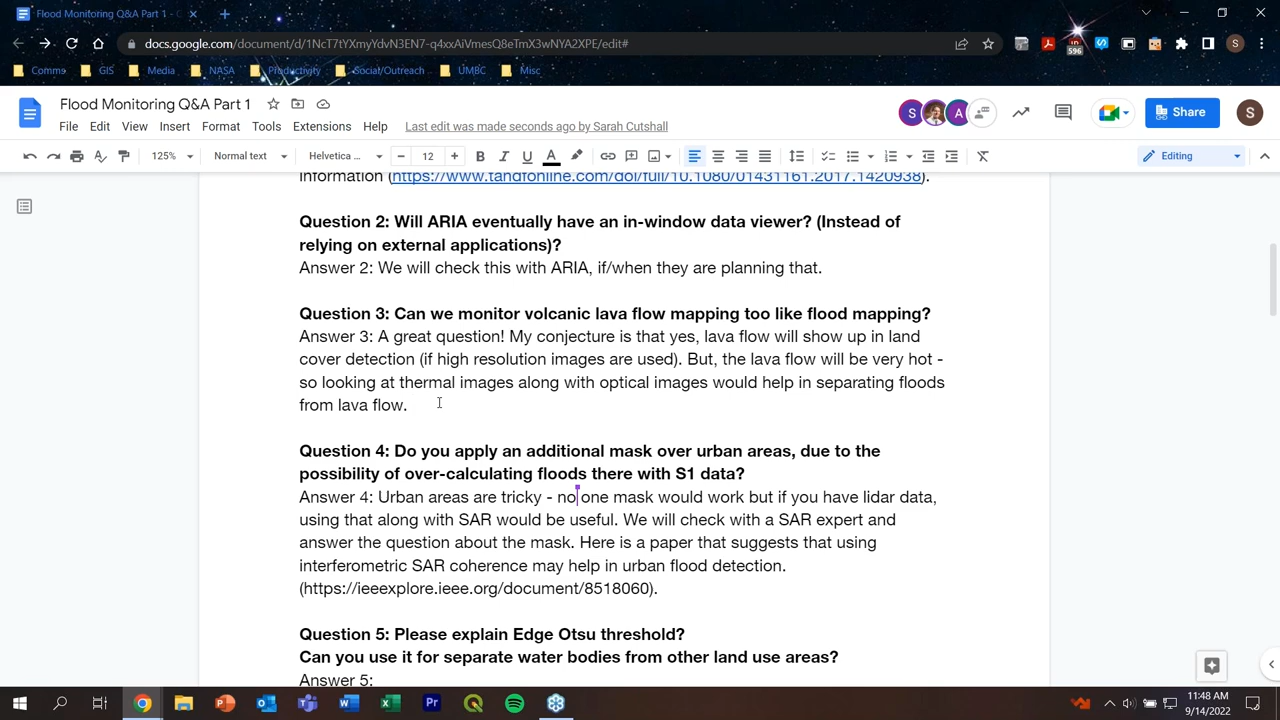 Flood Monitoring Q&A Part 1 - G
docs.google.com/document/d/1NcT7tYXmyYdvN3EN7-q4xxAiVmesQ8eTmX3wNYA2XPE/edit#
596
S
Comms GIS Media NASA Productivity Social/Outreach UMBC Misc
Flood Monitoring Q&A Part 1
S A Share S
File Edit View Insert Format Tools Extensions Help Last edit was made seconds ago by Sarah Cutshall
125% Normal text Helvetica ... 12 B I U A Editing
information (https://www.tandfonline.com/doi/full/10.1080/01431161.2017.1420938).
Question 2: Will ARIA eventually have an in-window data viewer? (Instead of
relying on external applications)?
Answer 2: We will check this with ARIA, if/when they are planning that.
Question 3: Can we monitor volcanic lava flow mapping too like flood mapping?
Answer 3: A great question! My conjecture is that yes, lava flow will show up in land
cover detection (if high resolution images are used). But, the lava flow will be very hot -
so looking at thermal images along with optical images would help in separating floods
from lava flow.
Question 4: Do you apply an additional mask over urban areas, due to the
possibility of over-calculating floods there with S1 data?
Answer 4: Urban areas are tricky - no one mask would work but if you have lidar data,
using that along with SAR would be useful. We will check with a SAR expert and
answer the question about the mask. Here is a paper that suggests that using
interferometric SAR coherence may help in urban flood detection.
(https://ieeexplore.ieee.org/document/8518060).
Question 5: Please explain Edge Otsu threshold?
Can you use it for separate water bodies from other land use areas?
Answer 5:
11:48 AM
9/14/2022